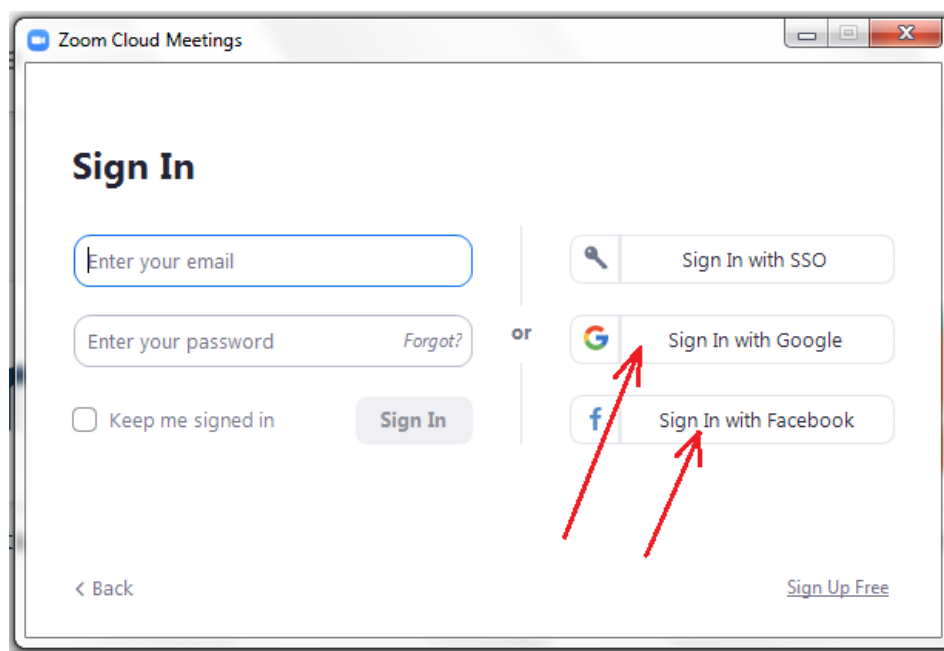 Zoom Cloud Meetings
Sign In
Enter your email
Enter your password Forgot?
Keep me signed in Sign In
or
Sign In with SSO
Sign In with Google
Sign In with Facebook
< Back
Sign Up Free